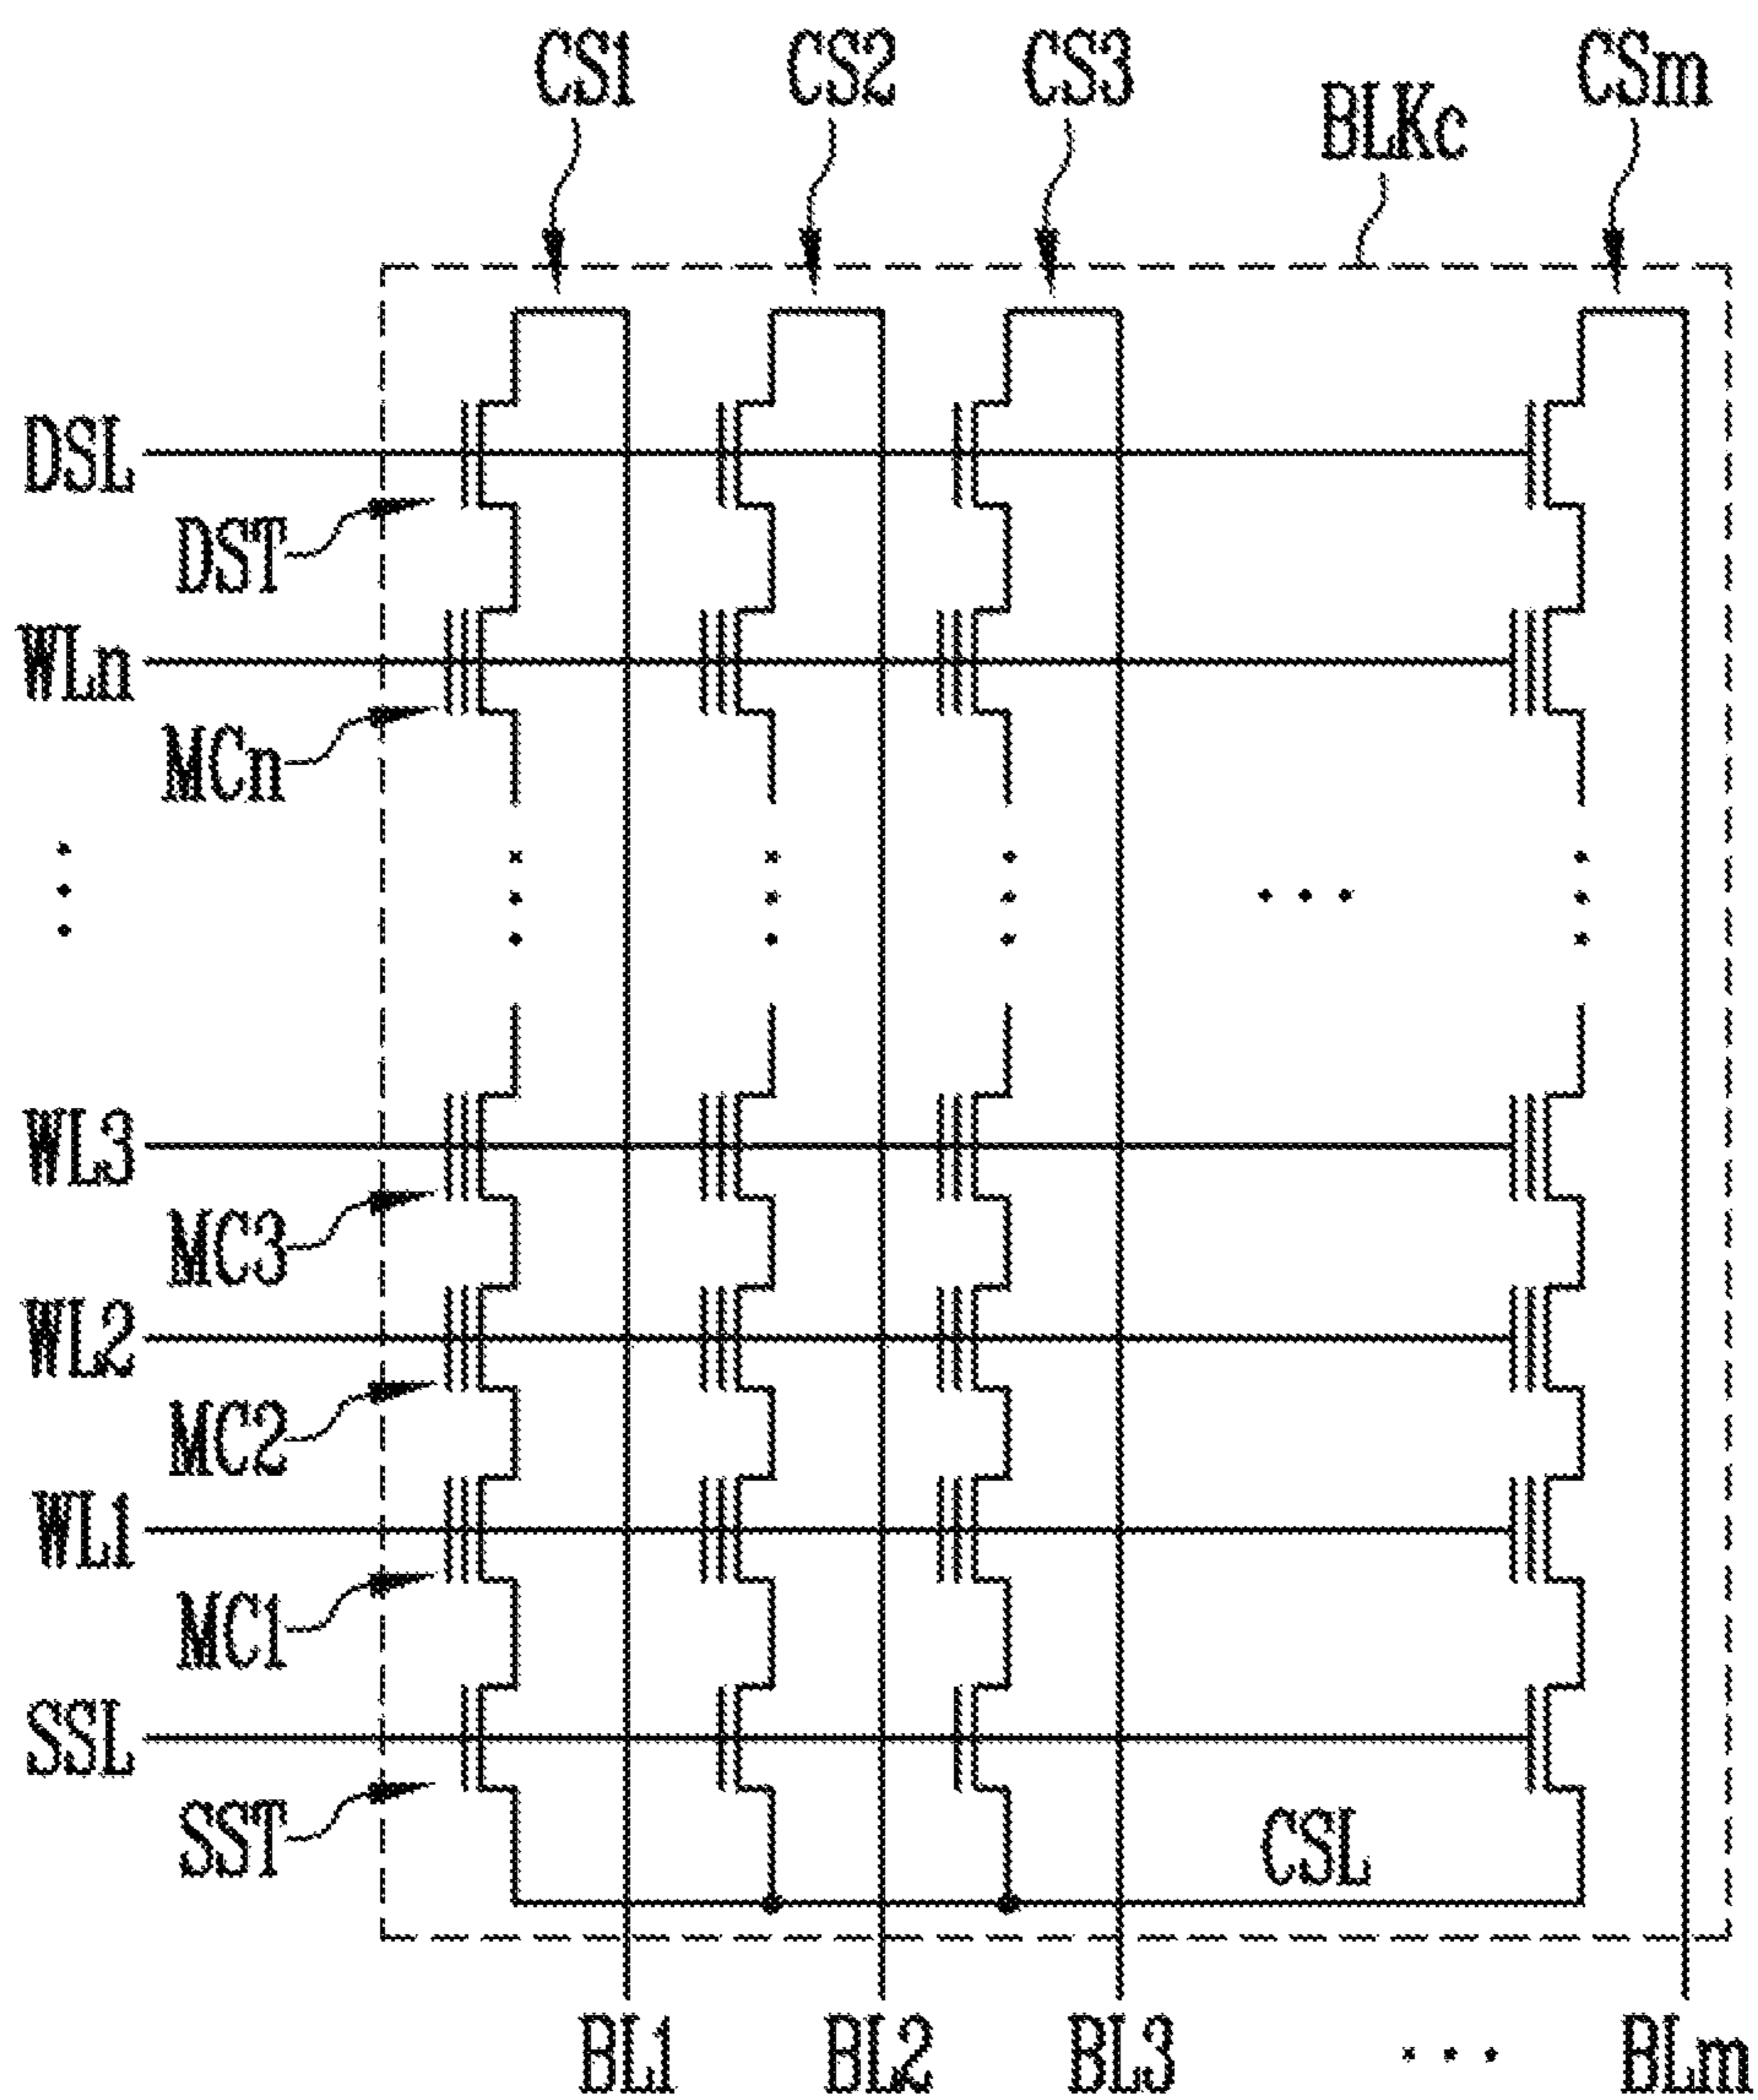 CS1 CS2 CS3 CSm
BLKc
DSL
DST
WLn
MCn
WL3
MC3
WL2
MC2
WL1
MC1
SSL
SST
CSL
BL1 BL2 BL3 ··· BLm